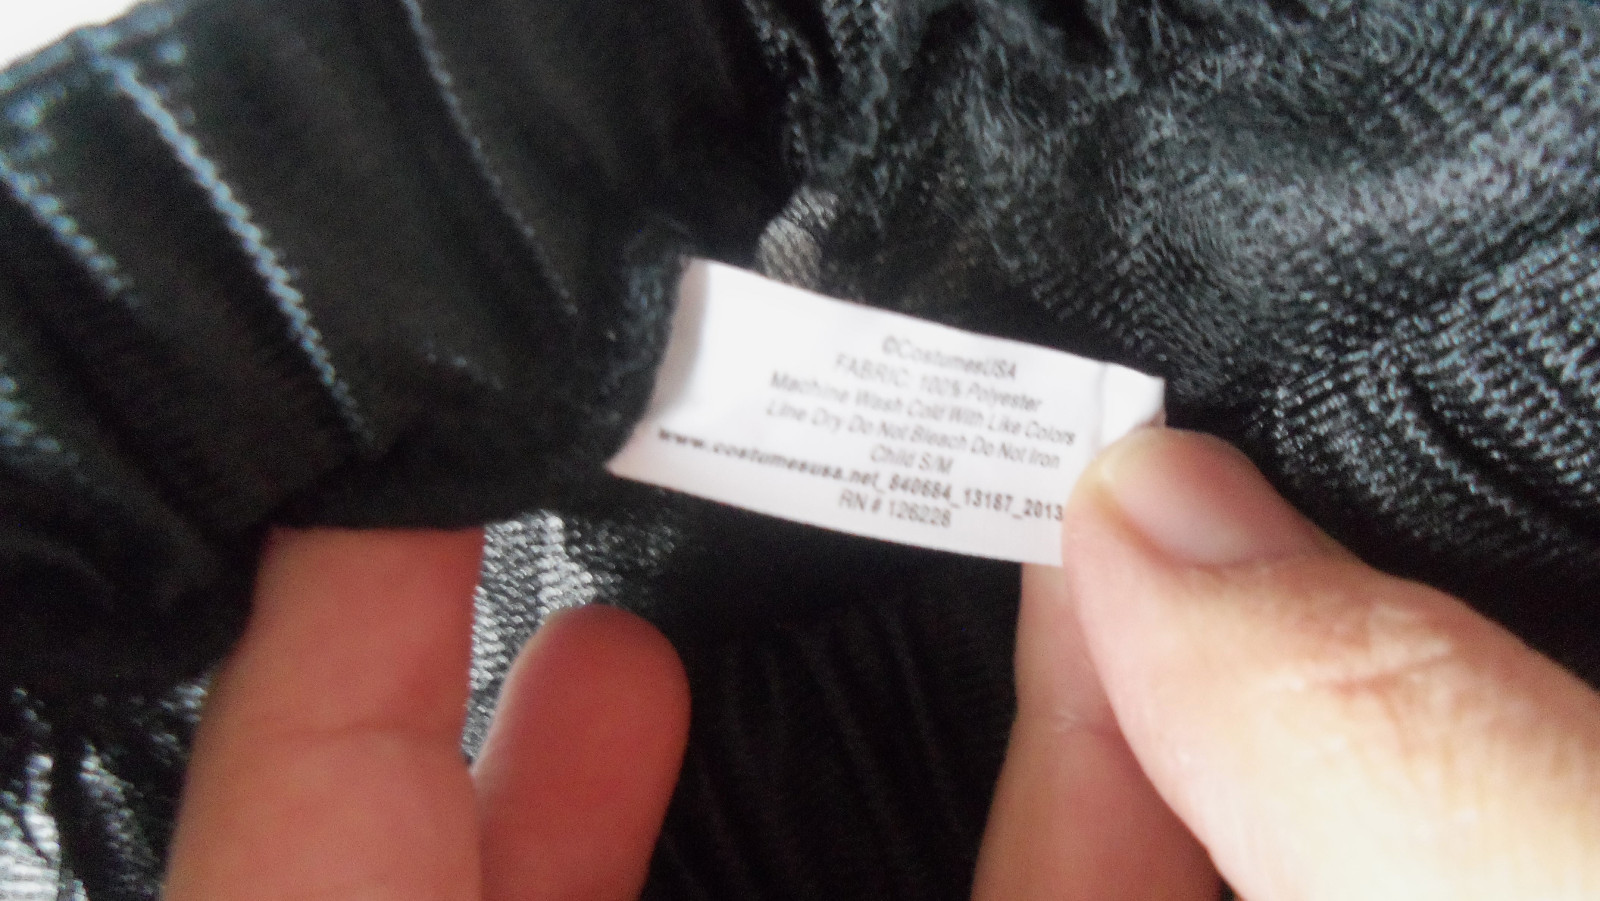 ©CostumesUSA
FABRIC: 100% Polyester
Machine Wash Cold With Like Colors
Line Dry Do Not Bleach Do Not Iron
Child S/M
www.costumesusa.net_840684_13187_2013
RN # 126228